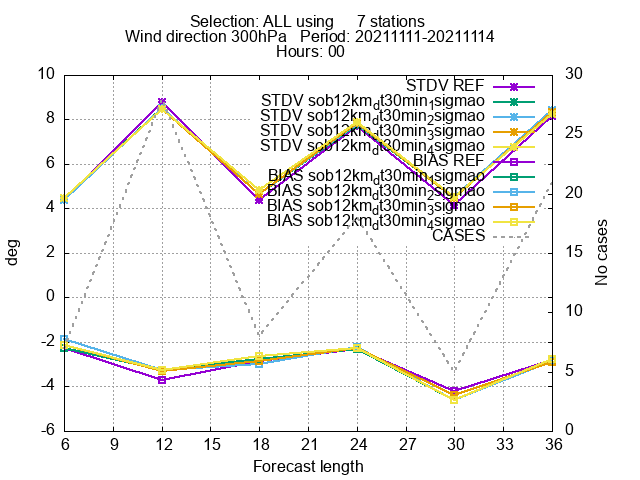 Selection: ALL using 7 stations
Wind direction 300hPa Period: 20211111-20211114
Hours: 00
10
8
6
4
2
0
-2
-4
-6
deg
30
25
20
15
10
5
0
No cases
STDV REF
STDV sob12km_dt30min_1sigmao
STDV sob12km_dt30min_2sigmao
STDV sob12km_dt30min_3sigmao
STDV sob12km_dt30min_4sigmao
BIAS REF
BIAS sob12km_dt30min_1sigmao
BIAS sob12km_dt30min_2sigmao
BIAS sob12km_dt30min_3sigmao
BIAS sob12km_dt30min_4sigmao
CASES
6 9 12 15 18 21 24 27 30 33 36
Forecast length